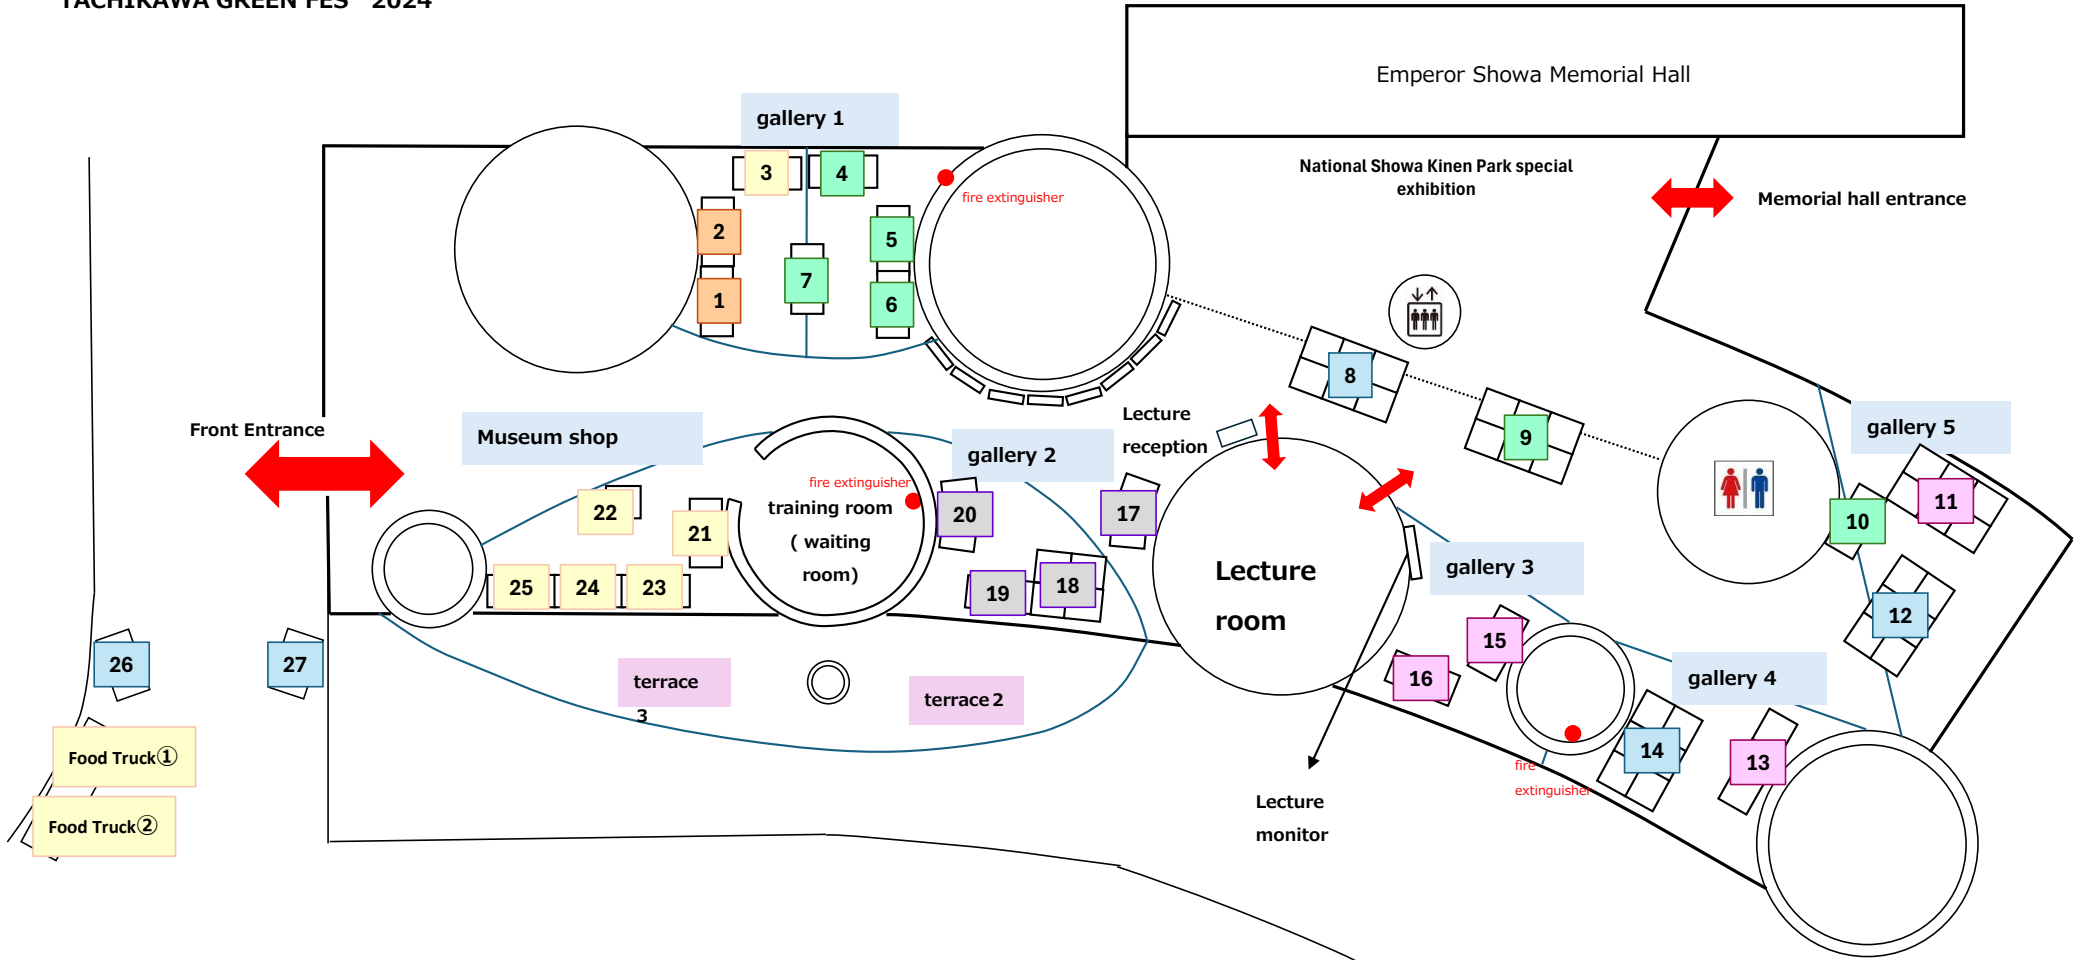 TACHIKAWA GREEN FES 2024
Emperor Showa Memorial Hall
gallery 1
National Showa Kinen Park special
exhibition
Memorial hall entrance
3
4
fire extinguisher
2
5
7
1
6
8
9
Front Entrance
Museum shop
Lecture
reception
gallery 2
gallery 5
fire extinguisher
training room
( waiting
room)
22
21
20
17
10
11
25
24
23
19
18
Lecture
room
gallery 3
12
15
16
gallery 4
26
27
terrace
3
terrace 2
14
13
fire
extinguisher
Food Truck①
Food Truck②
Lecture
monitor